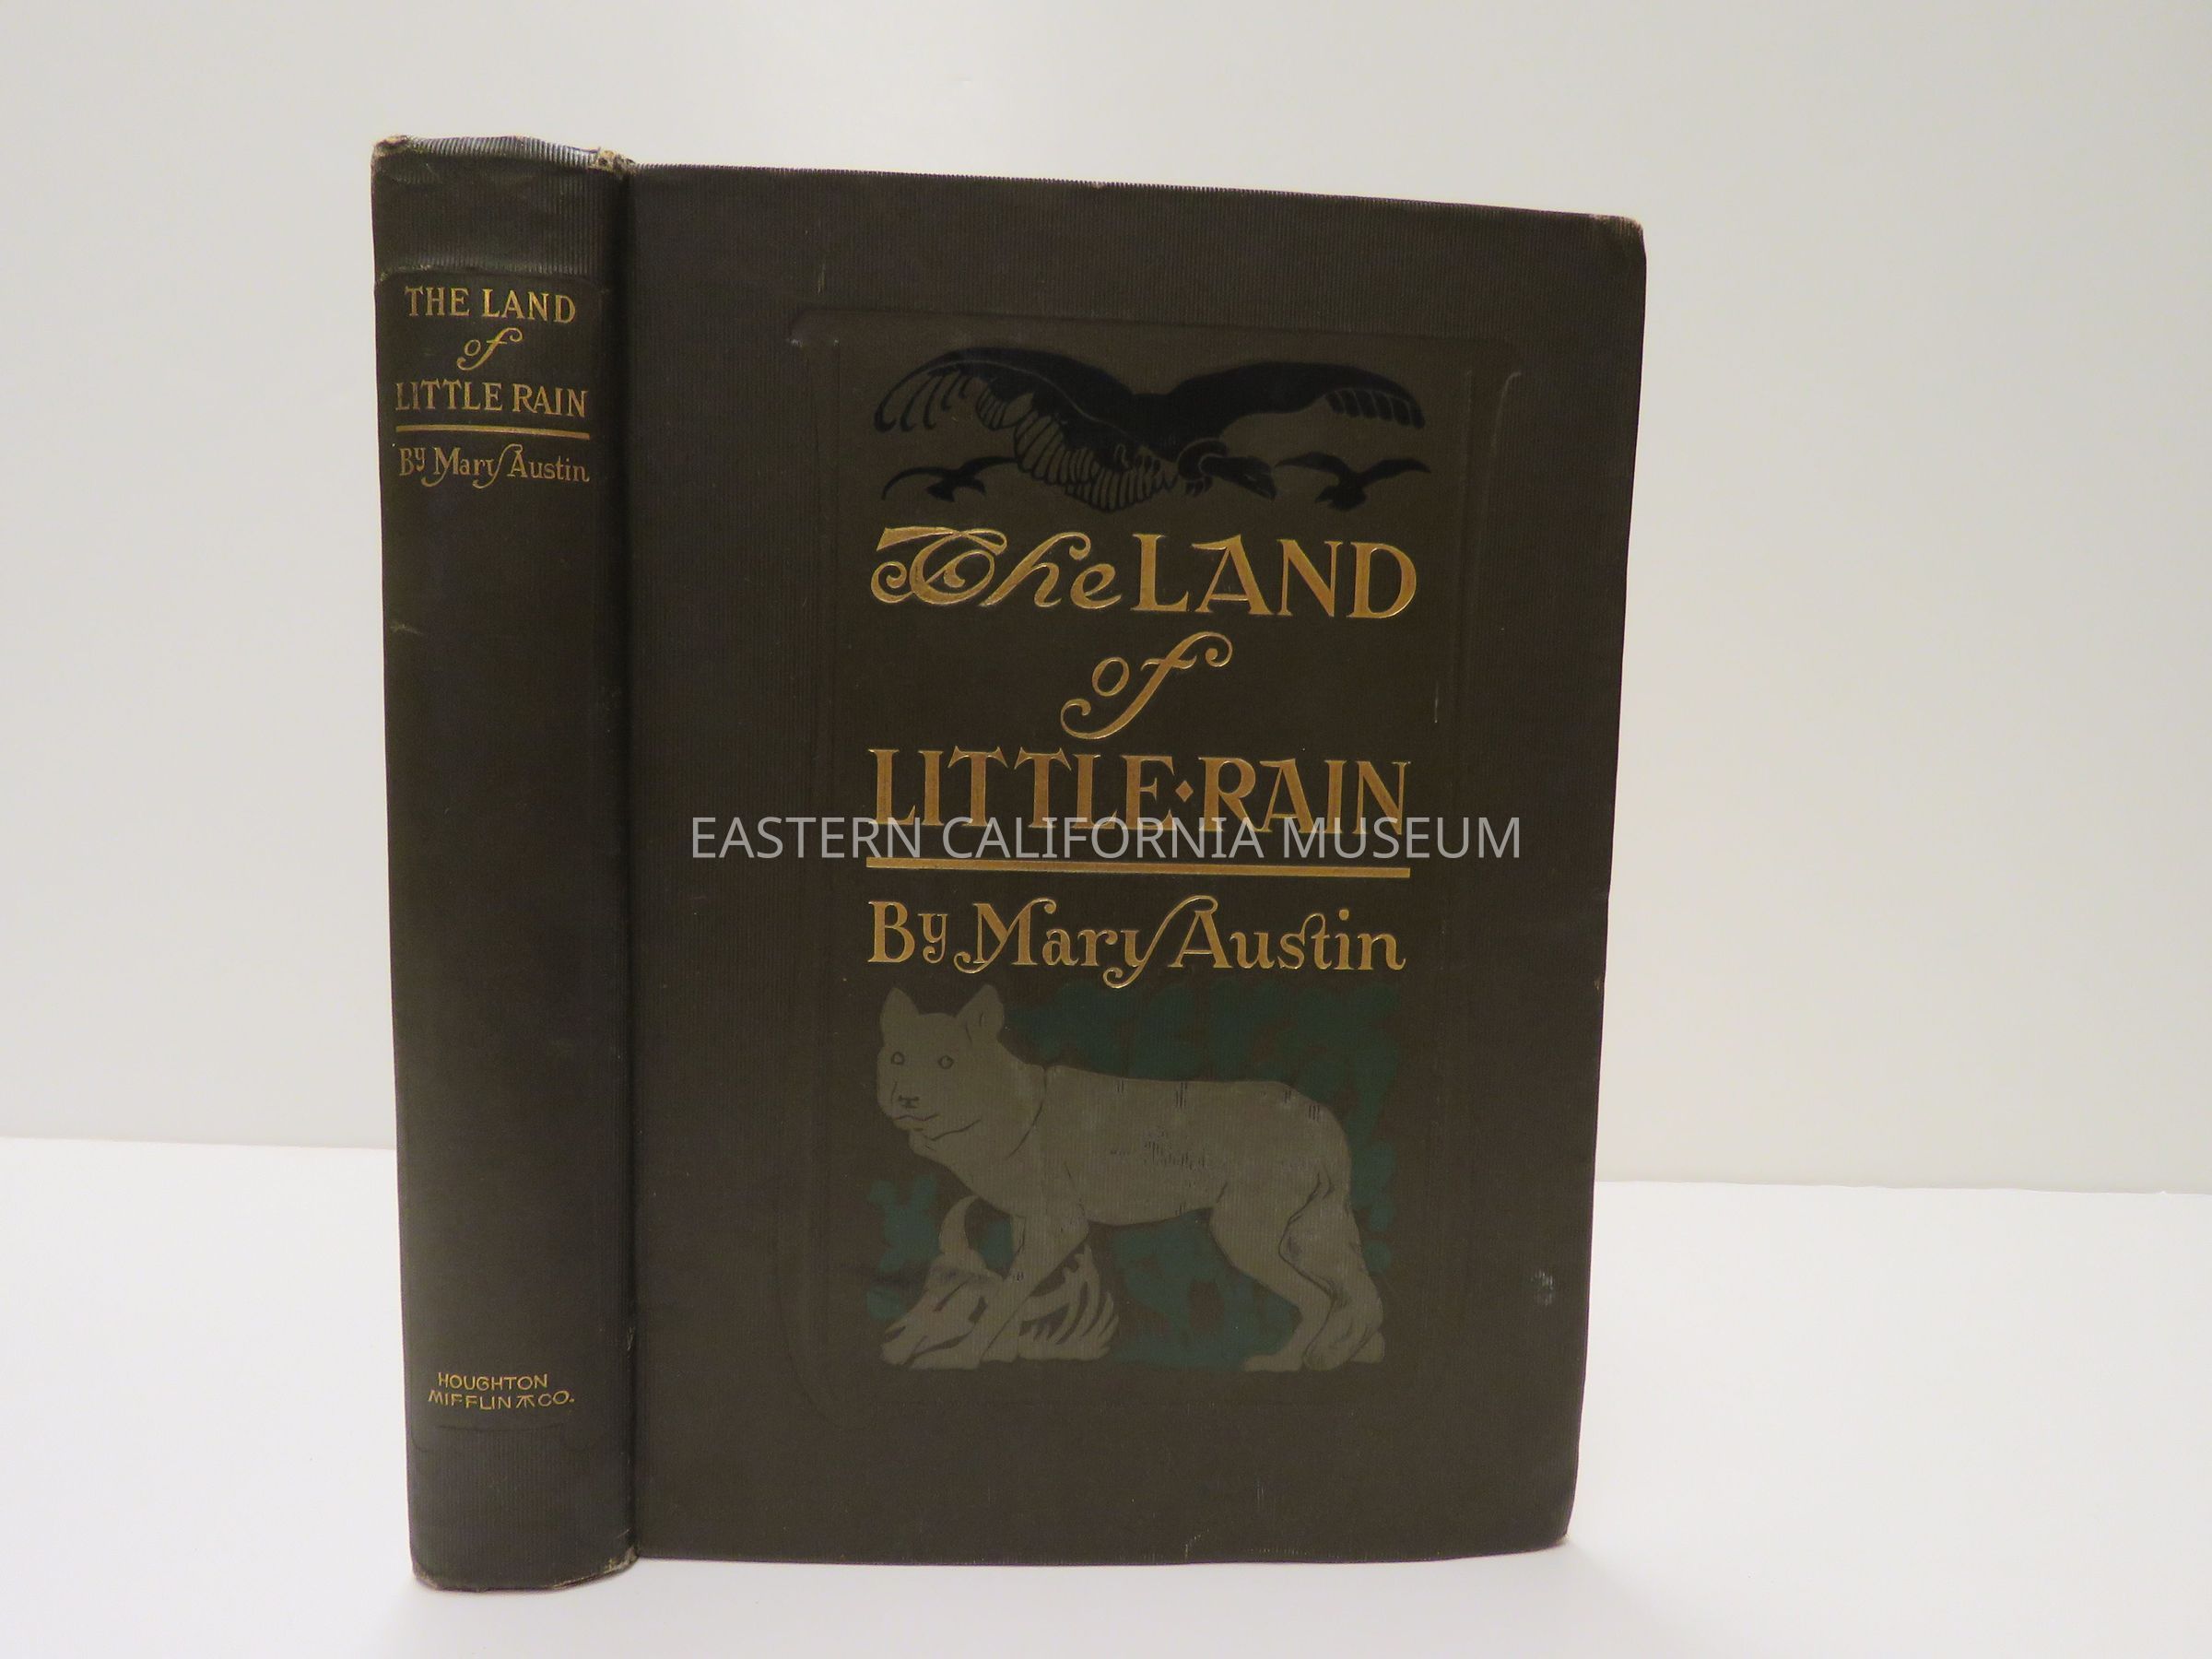 THE LAND
of
LITTLE RAIN
By Mary Austin
HOUGHTON
MIFFLIN & CO.
The LAND
of
LITTLE·RAIN
EASTERN CALIFORNIA MUSEUM
By Mary Austin